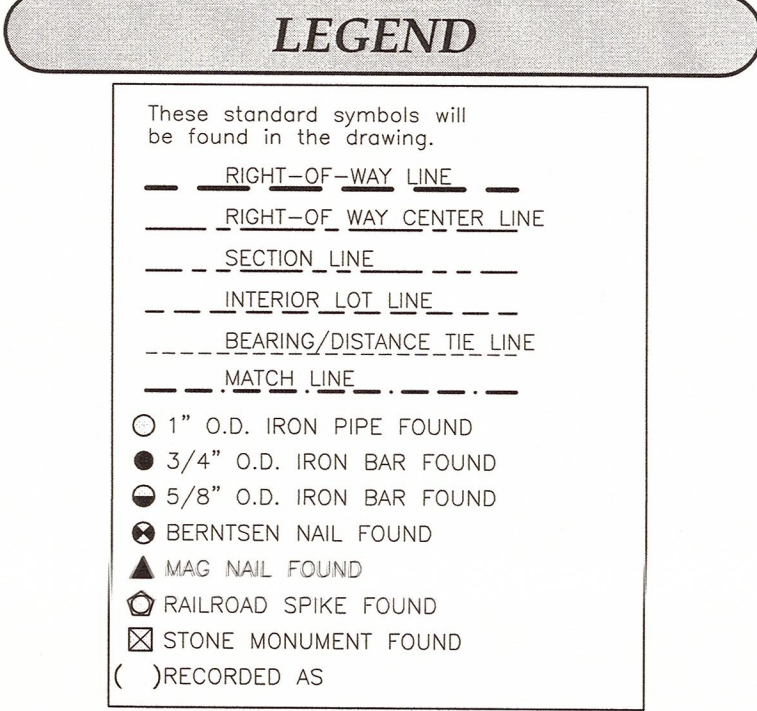 LEGEND
These standard symbols will
be found in the drawing.
RIGHT-OF-WAY LINE
RIGHT-OF WAY CENTER LINE
SECTION LINE
INTERIOR LOT LINE
BEARING/DISTANCE TIE LINE
MATCH LINE
1" O.D. IRON PIPE FOUND
3/4" O.D. IRON BAR FOUND
5/8" O.D. IRON BAR FOUND
BERNTSEN NAIL FOUND
MAG NAIL FOUND
RAILROAD SPIKE FOUND
STONE MONUMENT FOUND
( )RECORDED AS